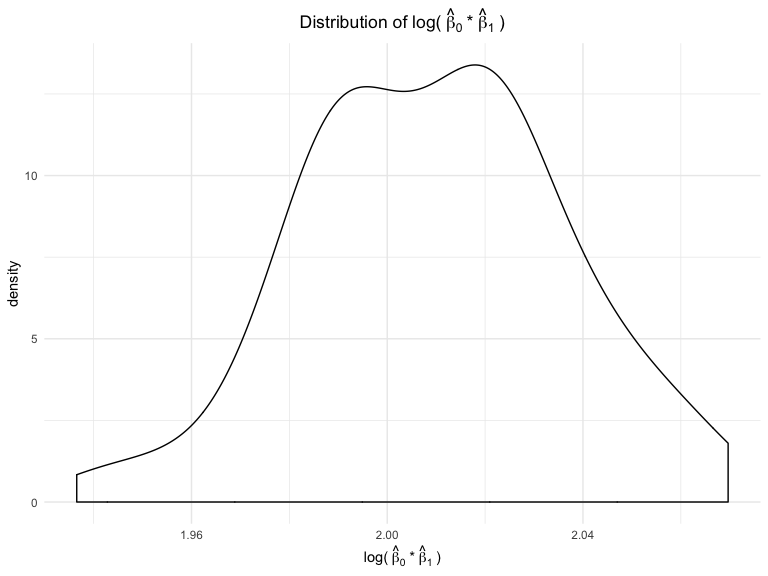 Distribution of log( β̂₀ * β̂₁ )
density
10
5
0
1.96
2.00
2.04
log( β̂₀ * β̂₁ )